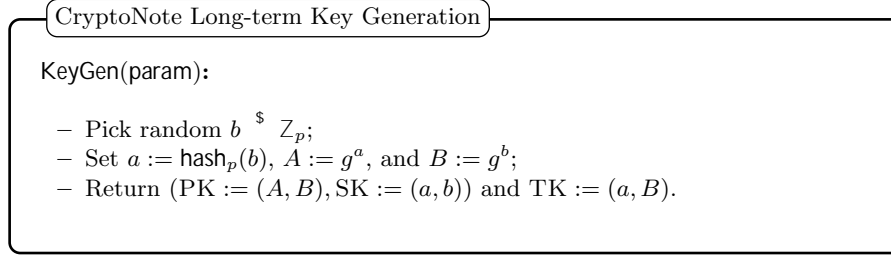 CryptoNote Long-term Key Generation
KeyGen(param):
– Pick random b $ Z_p;
– Set a := hash_p(b), A := g^a, and B := g^b;
– Return (PK := (A, B), SK := (a, b)) and TK := (a, B).